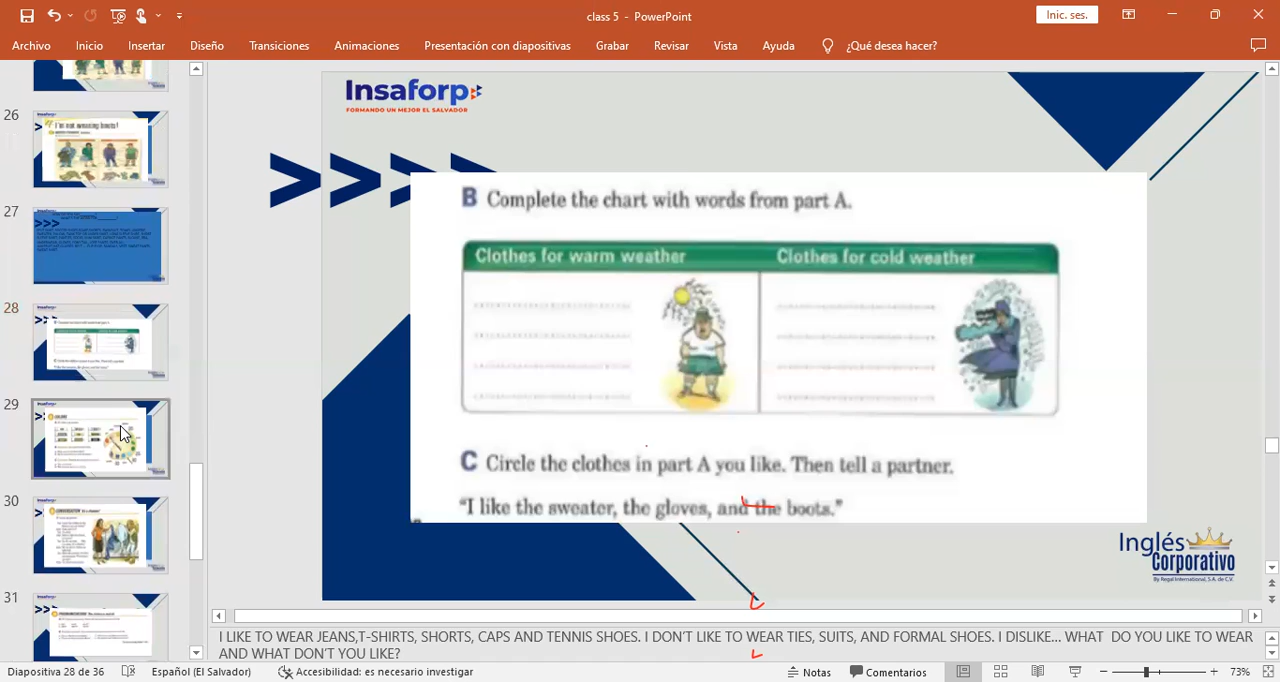 class 5 - PowerPoint
Inic. ses.
Archivo Inicio Insertar Diseño Transiciones Animaciones Presentación con diapositivas Grabar Revisar Vista Ayuda ¿Qué desea hacer?
26
27
28
29
30
31
Insaforp
FORMANDO UN MEJOR EL SALVADOR
>>>>
B Complete the chart with words from part A.
Clothes for warm weather Clothes for cold weather
C Circle the clothes in part A you like. Then tell a partner.
"I like the sweater, the gloves, and the boots."
Inglés
Corporativo
By Regal International, S.A. de C.V.
I LIKE TO WEAR JEANS,T-SHIRTS, SHORTS, CAPS AND TENNIS SHOES. I DON'T LIKE TO WEAR TIES, SUITS, AND FORMAL SHOES. I DISLIKE... WHAT DO YOU LIKE TO WEAR
AND WHAT DON'T YOU LIKE?
Diapositiva 28 de 36 Español (El Salvador) Accesibilidad: es necesario investigar Notas Comentarios 73%